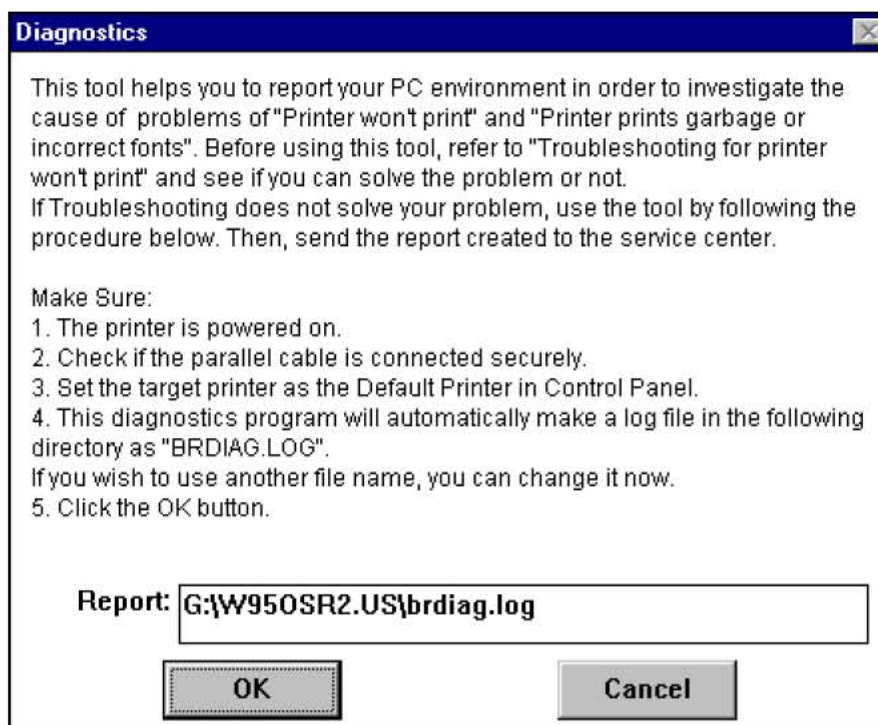 Diagnostics
This tool helps you to report your PC environment in order to investigate the
cause of problems of "Printer won't print" and "Printer prints garbage or
incorrect fonts". Before using this tool, refer to "Troubleshooting for printer
won't print" and see if you can solve the problem or not.
If Troubleshooting does not solve your problem, use the tool by following the
procedure below. Then, send the report created to the service center.
Make Sure:
1. The printer is powered on.
2. Check if the parallel cable is connected securely.
3. Set the target printer as the Default Printer in Control Panel.
4. This diagnostics program will automatically make a log file in the following
directory as "BRDIAG.LOG".
If you wish to use another file name, you can change it now.
5. Click the OK button.
Report: G:\W95OSR2.US\brdiag.log
OK Cancel